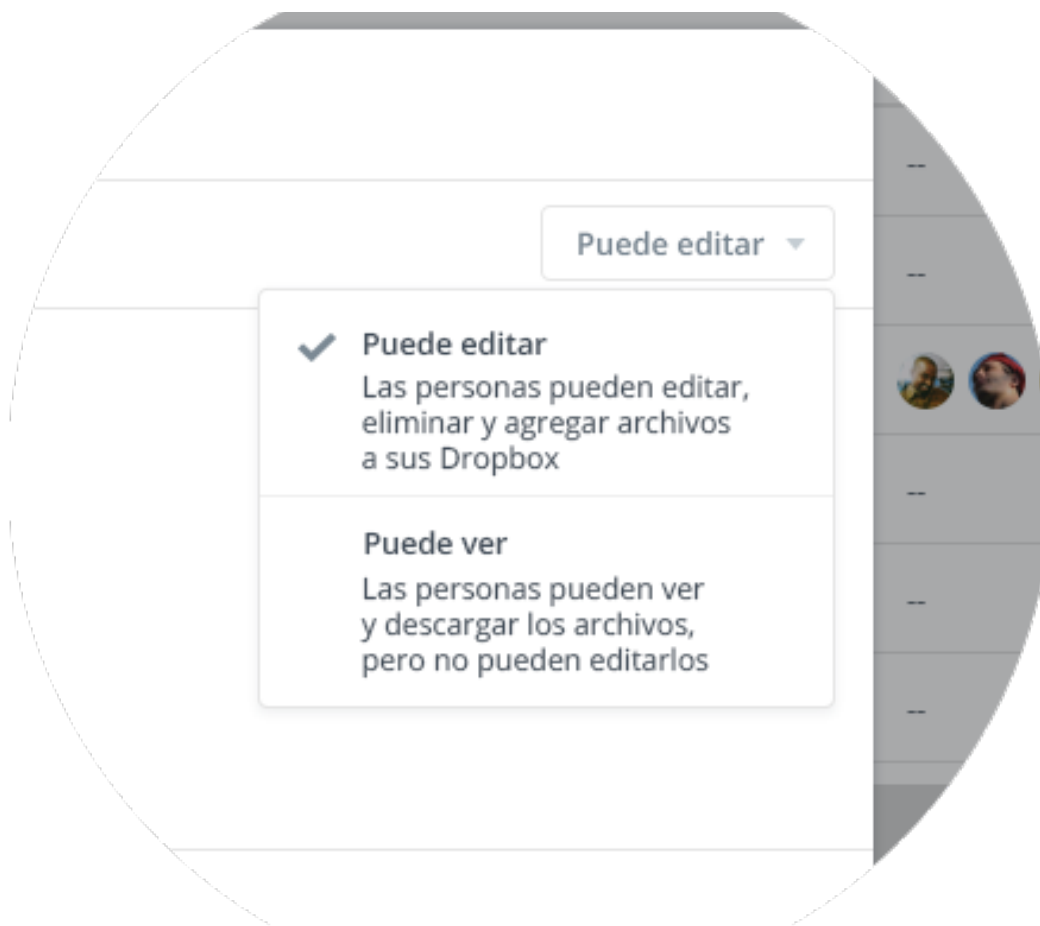 Puede editar
Puede editar
Las personas pueden editar,
eliminar y agregar archivos
a sus Dropbox
Puede ver
Las personas pueden ver
y descargar los archivos,
pero no pueden editarlos
--
--
--
--
--